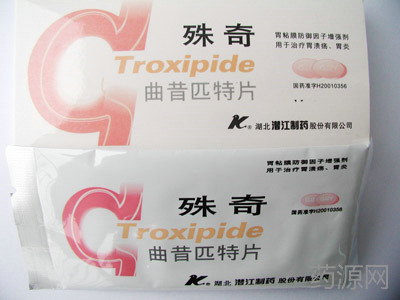 殊奇
胃粘膜防御因子增强剂
用于治疗胃溃疡、胃炎
Troxipide
国药准字H20010356
曲昔匹特片
K® 湖北潜江制药股份有限公司
殊奇
胃粘膜防御因子增强剂
用于治疗胃溃疡、胃炎
Troxipide
国药准字H20010356
曲昔匹特片
K® 湖北潜江制药股份有限公司
药源网